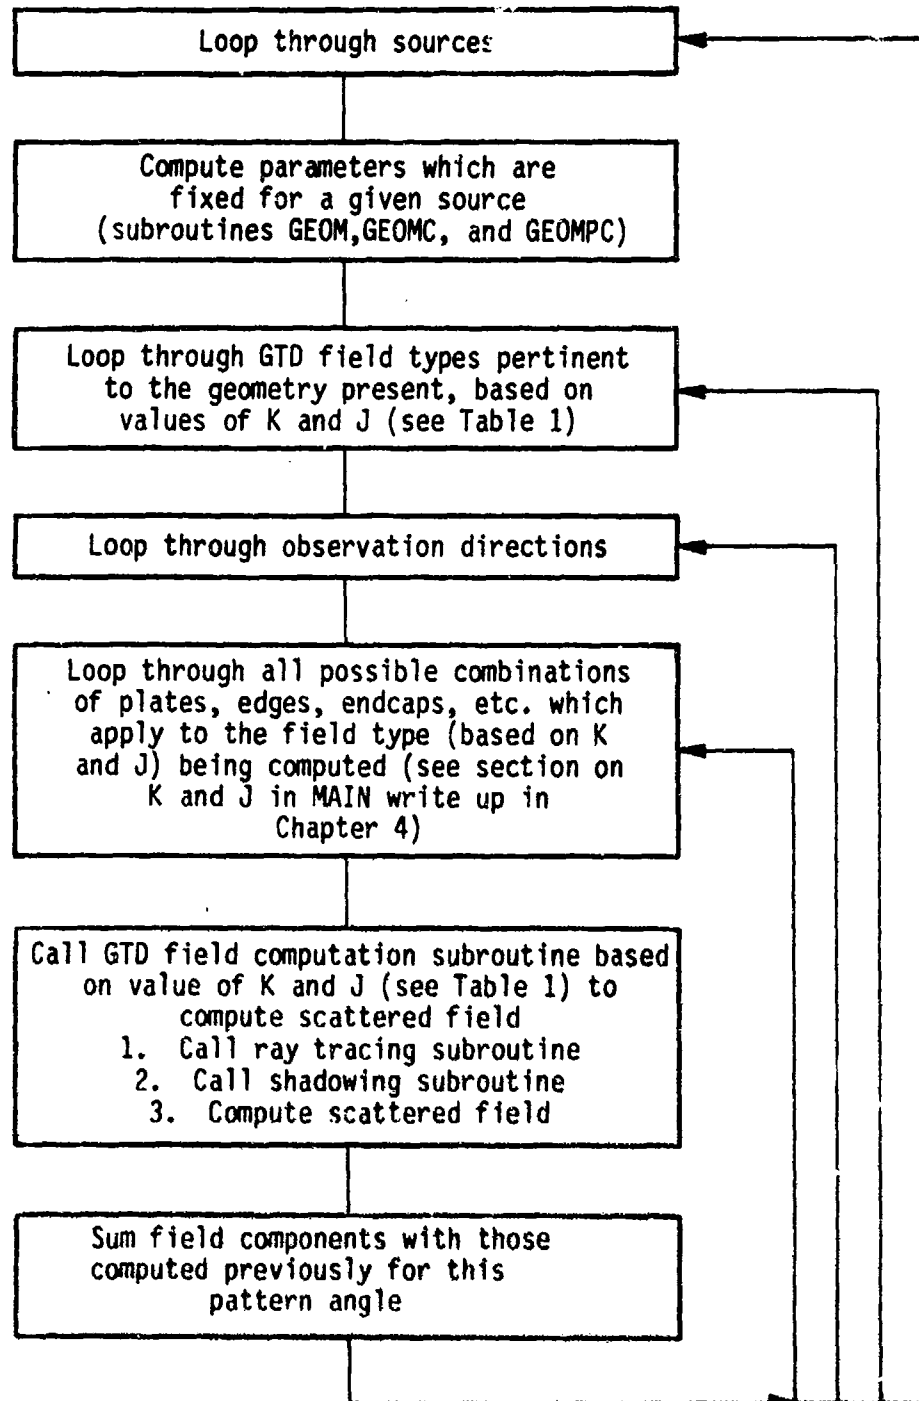 Loop through sources
Compute parameters which are
fixed for a given source
(subroutines GEOM,GEOMC, and GEOMPC)
Loop through GTD field types pertinent
to the geometry present, based on
values of K and J (see Table 1)
Loop through observation directions
Loop through all possible combinations
of plates, edges, endcaps, etc. which
apply to the field type (based on K
and J) being computed (see section on
K and J in MAIN write up in
Chapter 4)
Call GTD field computation subroutine based
on value of K and J (see Table 1) to
compute scattered field
1. Call ray tracing subroutine
2. Call shadowing subroutine
3. Compute scattered field
Sum field components with those
computed previously for this
pattern angle